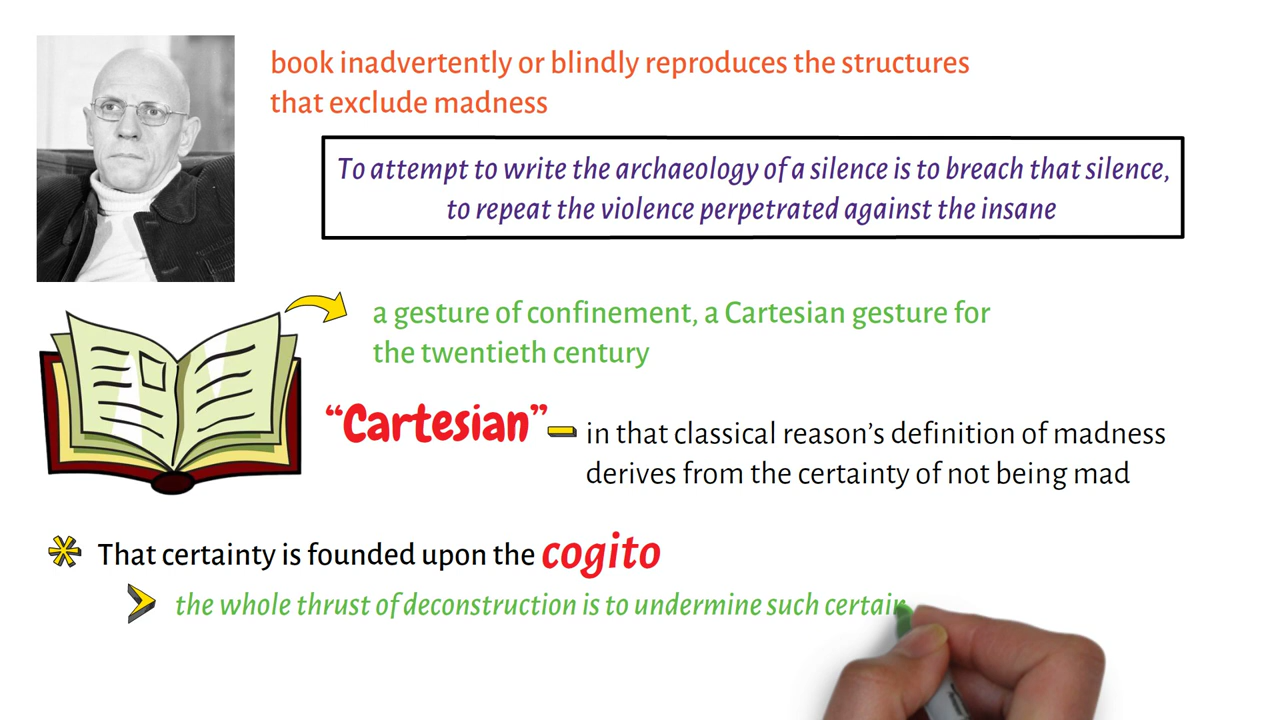 book inadvertently or blindly reproduces the structures
that exclude madness
To attempt to write the archaeology of a silence is to breach that silence,
to repeat the violence perpetrated against the insane
a gesture of confinement, a Cartesian gesture for
the twentieth century
“Cartesian”
in that classical reason’s definition of madness
derives from the certainty of not being mad
That certainty is founded upon the cogito
the whole thrust of deconstruction is to undermine such